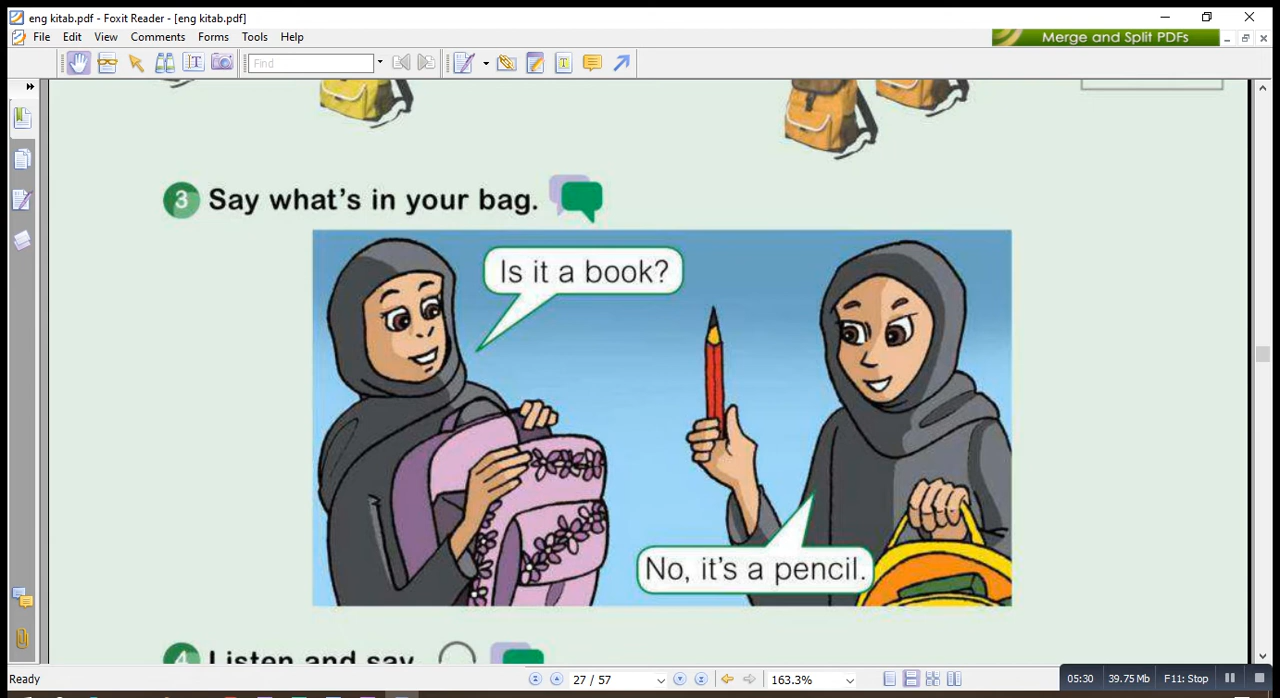 eng kitab.pdf - Foxit Reader - [eng kitab.pdf]
File Edit View Comments Forms Tools Help
Merge and Split PDFs
Find
3 Say what's in your bag.
Is it a book?
No, it's a pencil.
4 Listen and say
Ready
27 / 57
163.3%
05:30 39.75 Mb F11: Stop